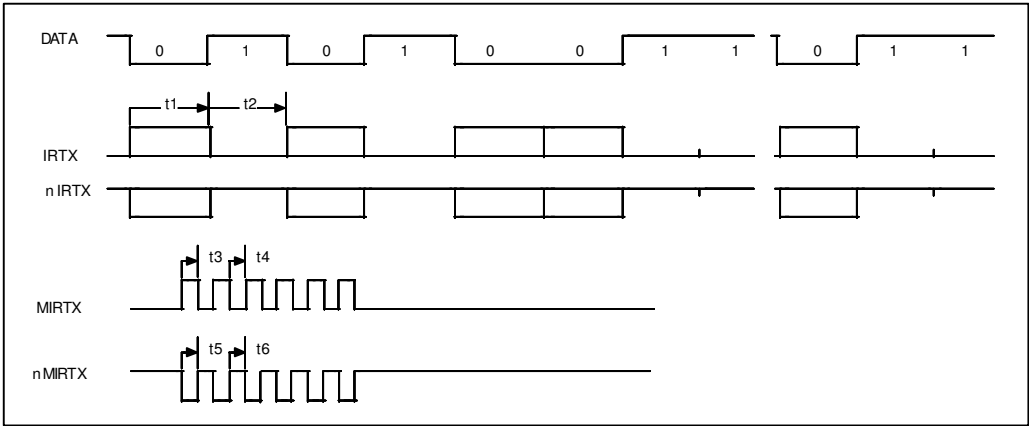 DATA
0 1 0 1 0 0 1 1 0 1 1
t1 t2
IRTX
n IRTX
t3 t4
MIRTX
t5 t6
nMIRTX